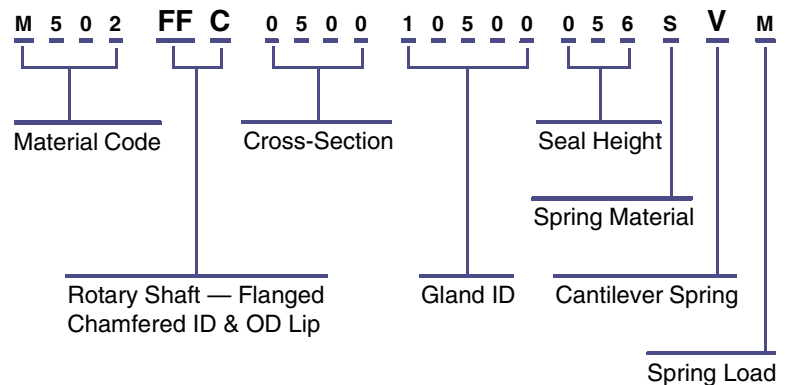 M 5 0 2 FF C 0 5 0 0 1 0 5 0 0 0 5 6 S V M
Material Code Cross-Section Seal Height
Spring Material
Rotary Shaft — Flanged
Chamfered ID & OD Lip
Gland ID
Cantilever Spring
Spring Load